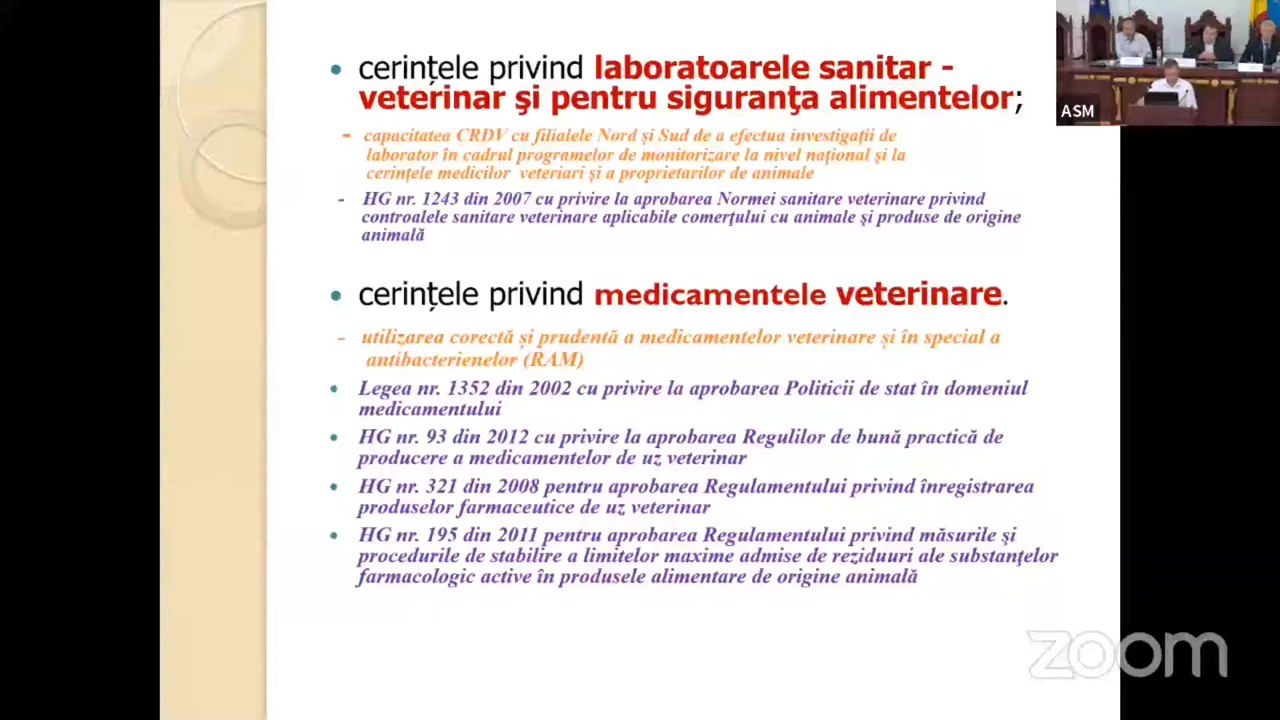 • cerințele privind laboratoarele sanitar -
veterinar şi pentru siguranţa alimentelor;
- capacitatea CRDV cu filialele Nord și Sud de a efectua investigații de
laborator în cadrul programelor de monitorizare la nivel național și la
cerințele medicilor veteriari și a proprietarilor de animale
- HG nr. 1243 din 2007 cu privire la aprobarea Normei sanitare veterinare privind
controalele sanitare veterinare aplicabile comerţului cu animale şi produse de origine
animală
• cerințele privind medicamentele veterinare.
- utilizarea corectă și prudentă a medicamentelor veterinare și în special a
antibacterienelor (RAM)
• Legea nr. 1352 din 2002 cu privire la aprobarea Politicii de stat în domeniul
medicamentului
• HG nr. 93 din 2012 cu privire la aprobarea Regulilor de bună practică de
producere a medicamentelor de uz veterinar
• HG nr. 321 din 2008 pentru aprobarea Regulamentului privind înregistrarea
produselor farmaceutice de uz veterinar
• HG nr. 195 din 2011 pentru aprobarea Regulamentului privind măsurile şi
procedurile de stabilire a limitelor maxime admise de reziduuri ale substanţelor
farmacologic active în produsele alimentare de origine animală
ASM
zoom